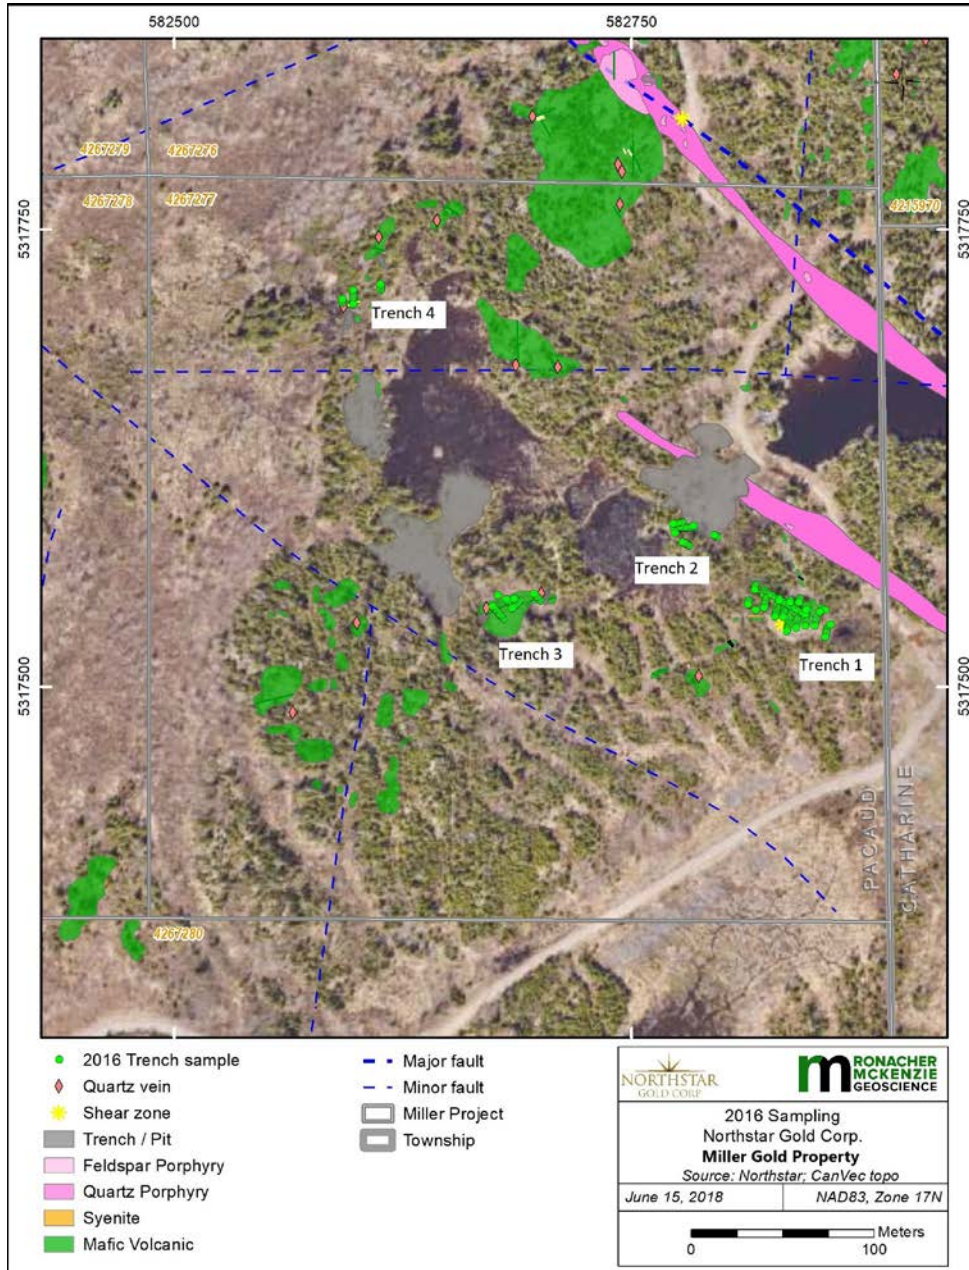 582500 582750
4267279 4267276
4267278 4267277
4215970
5317750 5317750
Trench 4
Trench 2
Trench 3
Trench 1
5317500 5317500
PACAUD
CATHARINE
4267280
2016 Trench sample
Quartz vein
Shear zone
Trench / Pit
Feldspar Porphyry
Quartz Porphyry
Syenite
Mafic Volcanic
Major fault
Minor fault
Miller Project
Township
NORTHSTAR
GOLD CORP
rm RONACHER
MCKENZIE
GEOSCIENCE
2016 Sampling
Northstar Gold Corp.
Miller Gold Property
Source: Northstar; CanVec topo
June 15, 2018 NAD83, Zone 17N
Meters
0 100